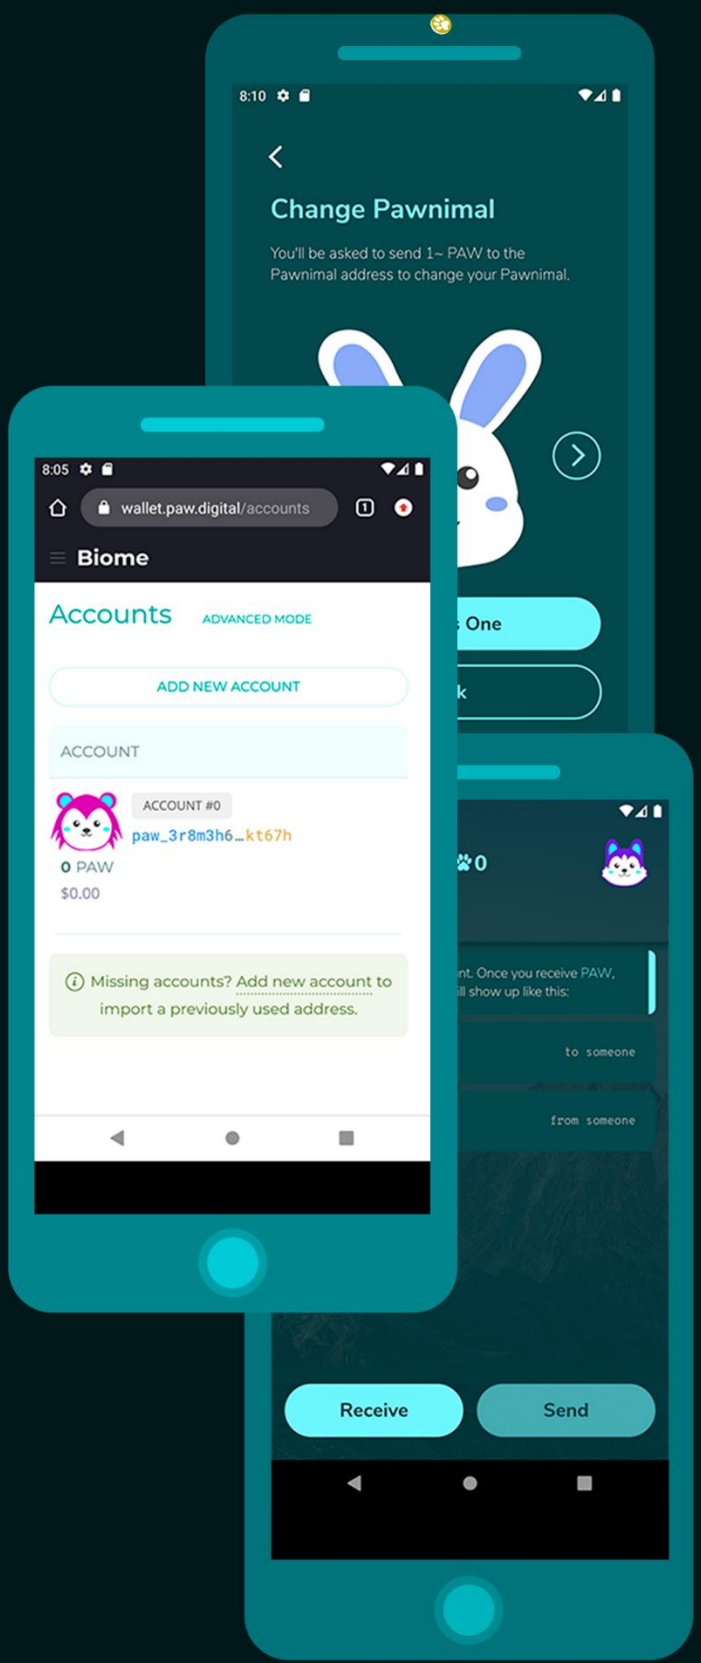 8:10
Change Pawnimal
You'll be asked to send 1~ PAW to the
Pawnimal address to change your Pawnimal.
One
8:05
wallet.paw.digital/accounts
1
Biome
Accounts
ADVANCED MODE
ADD NEW ACCOUNT
ACCOUNT
ACCOUNT #0
paw_3r8m3h6…kt67h
0 PAW
$0.00
Missing accounts? Add new account to
import a previously used address.
0
Once you receive PAW,
show up like this:
to someone
from someone
Receive
Send